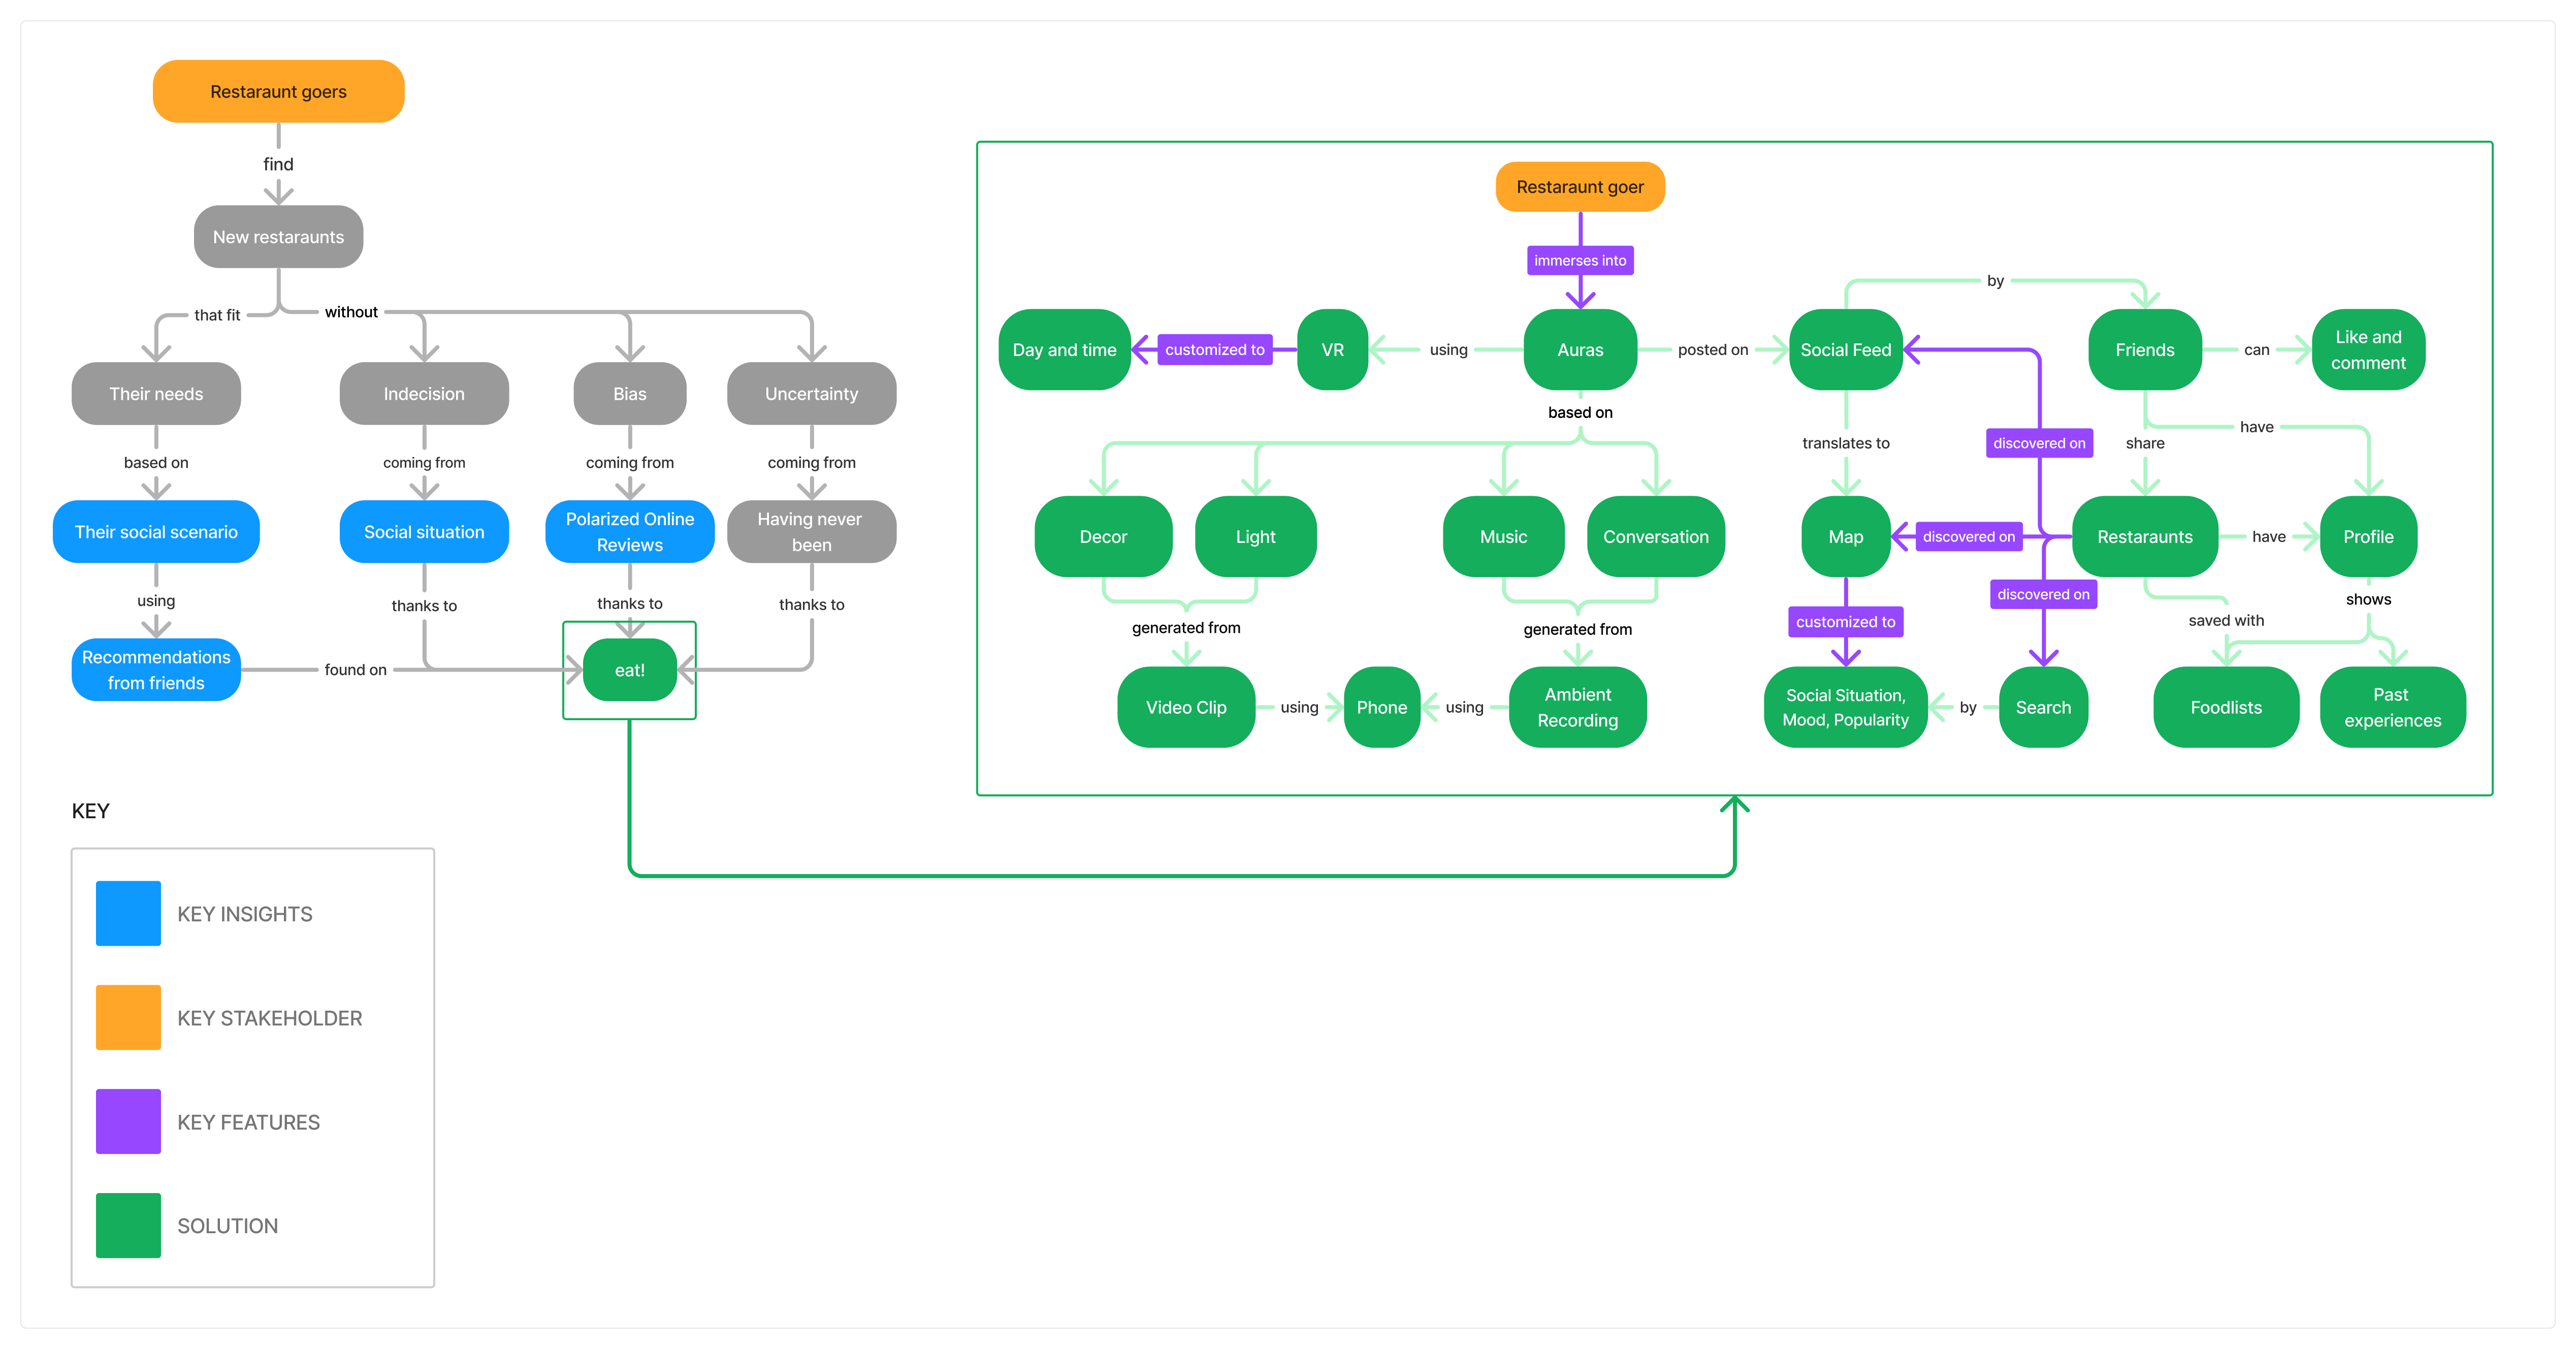 Restaraunt goers
find
New restaraunts
that fit
without
Their needs
Indecision
Bias
Uncertainty
based on
coming from
coming from
coming from
Their social scenario
Social situation
Polarized Online
Reviews
Having never
been
using
thanks to
thanks to
thanks to
Recommendations
from friends
found on
eat!
Restaraunt goer
immerses into
by
Day and time
customized to
VR
using
Auras
posted on
Social Feed
Friends
can
Like and
comment
based on
translates to
discovered on
share
have
Decor
Light
Music
Conversation
Map
discovered on
Restaraunts
have
Profile
generated from
generated from
customized to
discovered on
saved with
shows
Video Clip
using
Phone
using
Ambient
Recording
Social Situation,
Mood, Popularity
by
Search
Foodlists
Past
experiences
KEY
KEY INSIGHTS
KEY STAKEHOLDER
KEY FEATURES
SOLUTION